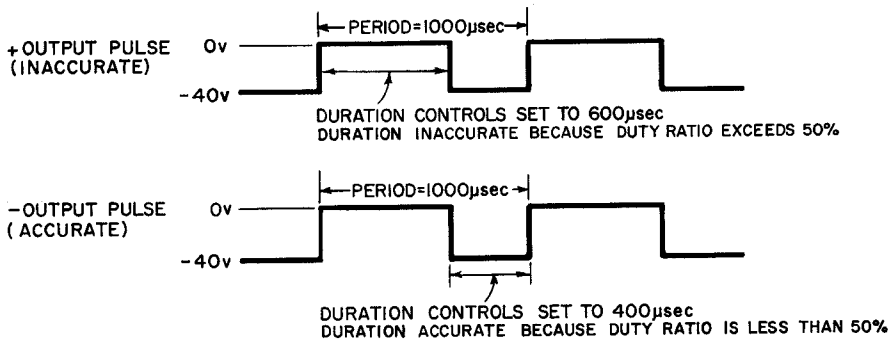 PERIOD=1000µsec
+OUTPUT PULSE
(INACCURATE)
0v
-40v
DURATION CONTROLS SET TO 600µsec
DURATION INACCURATE BECAUSE DUTY RATIO EXCEEDS 50%
PERIOD=1000µsec
-OUTPUT PULSE
(ACCURATE)
0v
-40v
DURATION CONTROLS SET TO 400µsec
DURATION ACCURATE BECAUSE DUTY RATIO IS LESS THAN 50%